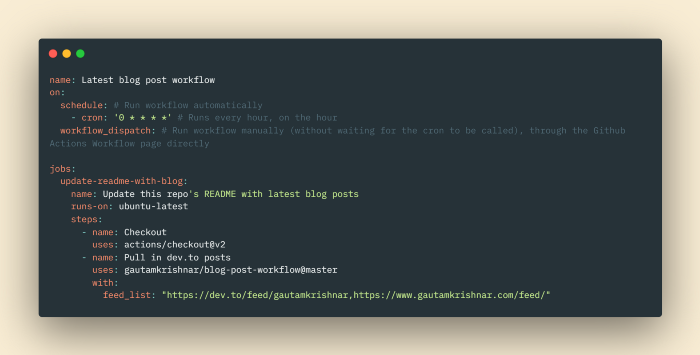 name: Latest blog post workflow
on:
  schedule: # Run workflow automatically
    - cron: '0 * * * *' # Runs every hour, on the hour
  workflow_dispatch: # Run workflow manually (without waiting for the cron to be called), through the Github
Actions Workflow page directly

jobs:
  update-readme-with-blog:
    name: Update this repo's README with latest blog posts
    runs-on: ubuntu-latest
    steps:
      - name: Checkout
        uses: actions/checkout@v2
      - name: Pull in dev.to posts
        uses: gautamkrishnar/blog-post-workflow@master
        with:
          feed_list: "https://dev.to/feed/gautamkrishnar,https://www.gautamkrishnar.com/feed/"